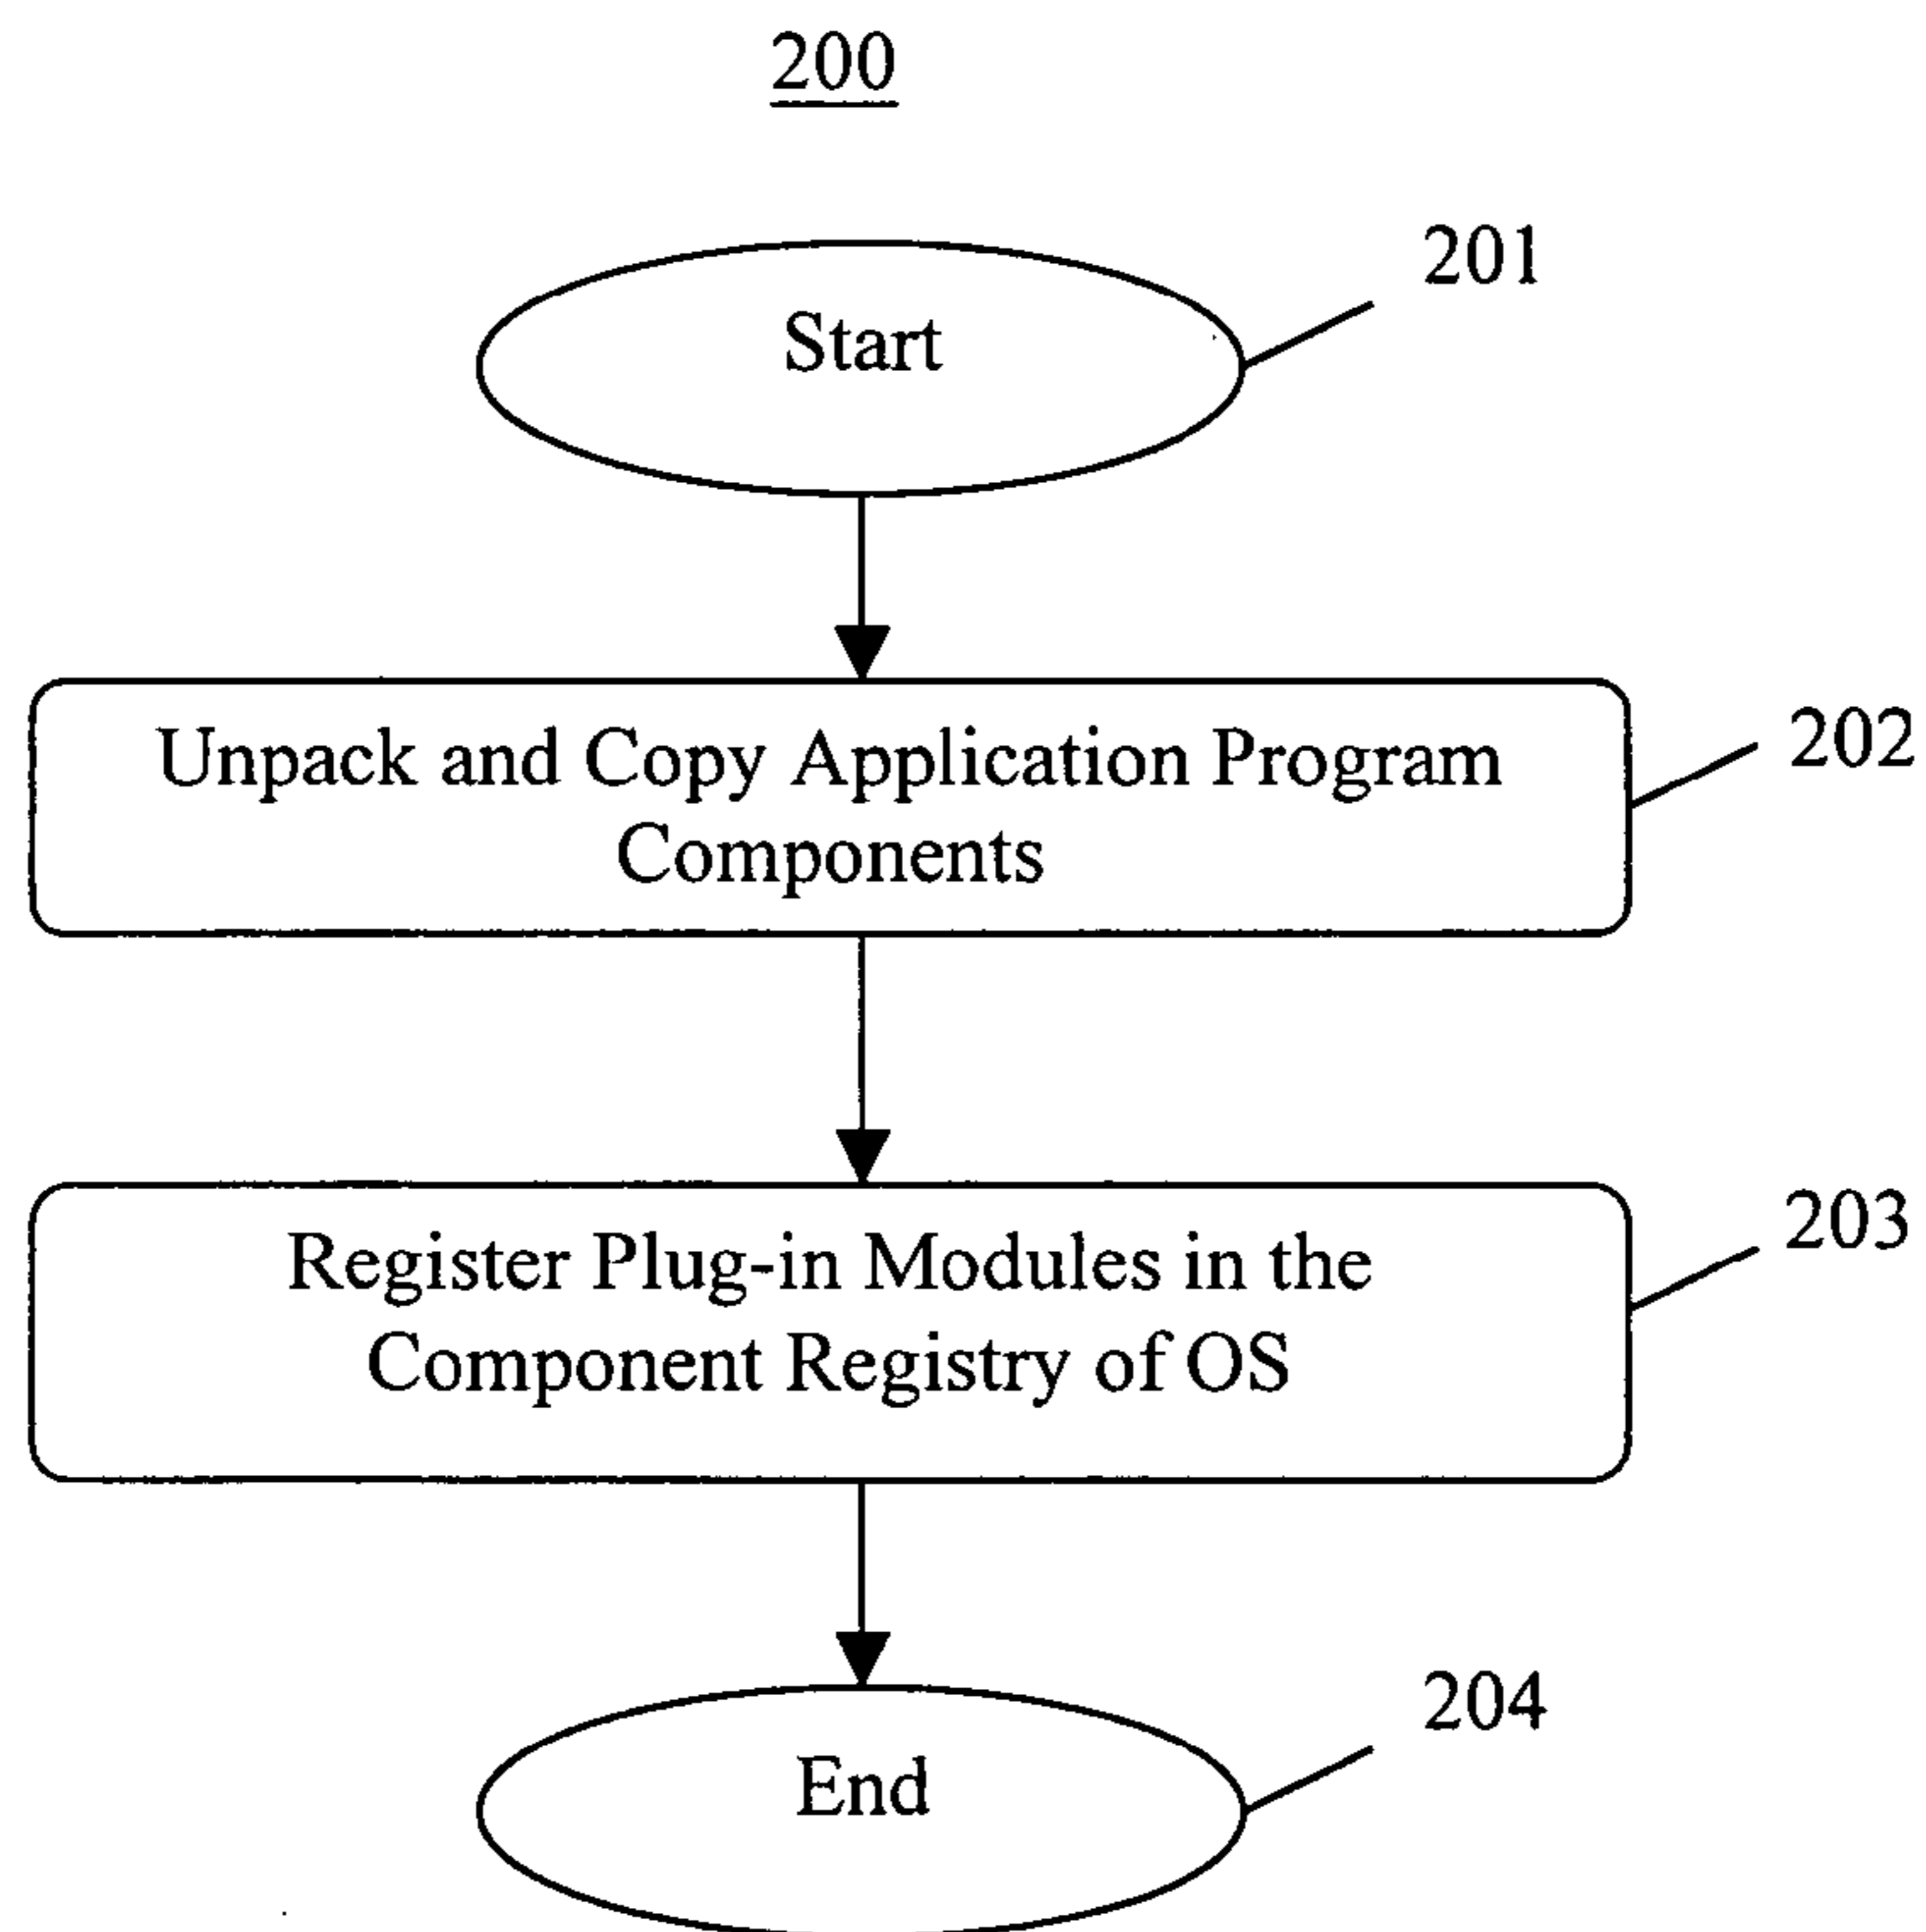 200
201
Start
202
Unpack and Copy Application Program
Components
203
Register Plug-in Modules in the
Component Registry of OS
204
End